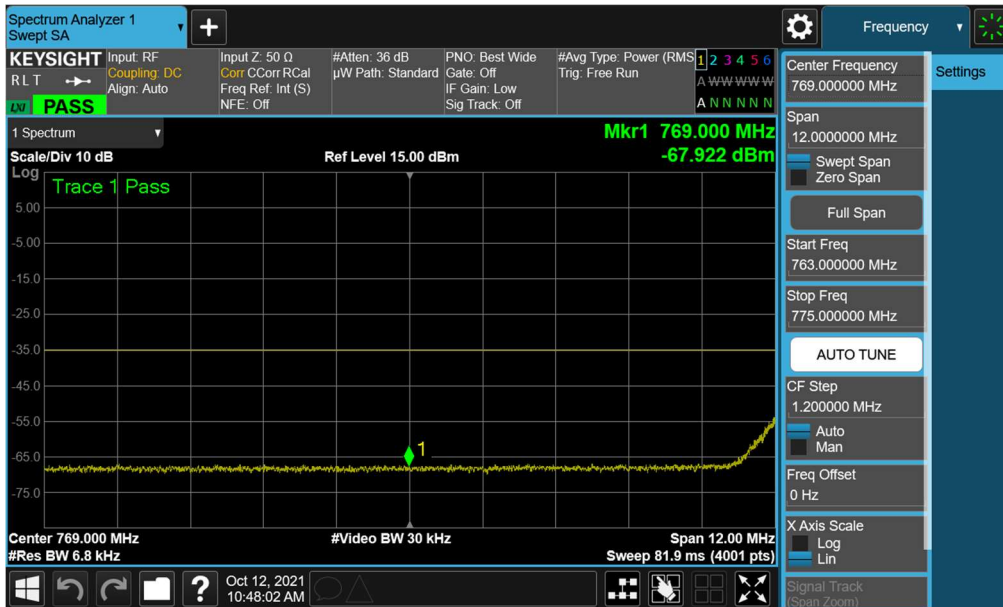 Spectrum Analyzer 1
Swept SA
Frequency
KEYSIGHT
RLT
LXI PASS
Input: RF
Coupling: DC
Align: Auto
Input Z: 50 Ω
Corr CCorr RCal
Freq Ref: Int (S)
NFE: Off
#Atten: 36 dB
µW Path: Standard
PNO: Best Wide
Gate: Off
IF Gain: Low
Sig Track: Off
#Avg Type: Power (RMS
Trig: Free Run
1 2 3 4 5 6
A W W W W W
A N N N N N
1 Spectrum
Mkr1 769.000 MHz
Scale/Div 10 dB
Ref Level 15.00 dBm
-67.922 dBm
Log
Trace 1 Pass
5.00
-5.00
-15.0
-25.0
-35.0
-45.0
-55.0
-65.0
-75.0
1
Center 769.000 MHz
#Video BW 30 kHz
Span 12.00 MHz
#Res BW 6.8 kHz
Sweep 81.9 ms (4001 pts)
?
Oct 12, 2021
10:48:02 AM
Center Frequency
769.000000 MHz
Span
12.0000000 MHz
Swept Span
Zero Span
Full Span
Start Freq
763.000000 MHz
Stop Freq
775.000000 MHz
AUTO TUNE
CF Step
1.200000 MHz
Auto
Man
Freq Offset
0 Hz
X Axis Scale
Log
Lin
Signal Track
(Span Zoom)
Settings